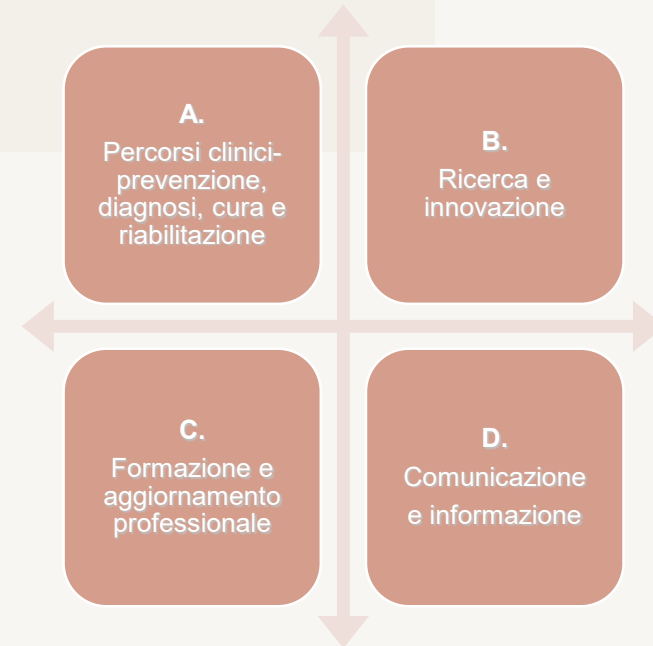 A.
Percorsi clinici-
prevenzione,
diagnosi, cura e
riabilitazione
B.
Ricerca e
innovazione
C.
Formazione e
aggiornamento
professionale
D.
Comunicazione
e informazione